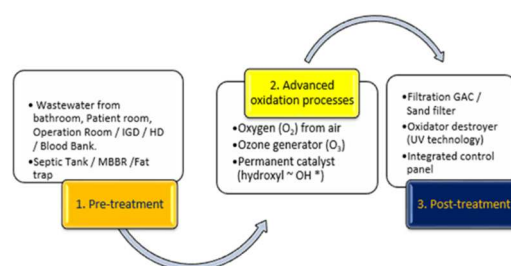 • Wastewater from
bathroom, Patient room,
Operation Room / IGD / HD
/ Blood Bank.
•Septic Tank / MBBR /Fat
trap
1. Pre-treatment
2. Advanced
oxidation processes
•Oxygen (O₂) from air
•Ozone generator (O₃)
•Permanent catalyst
(hydroxyl ~ OH *)
•Filtration GAC /
Sand filter
•Oxidator destroyer
(UV technology)
•Integrated control
panel
3. Post-treatment